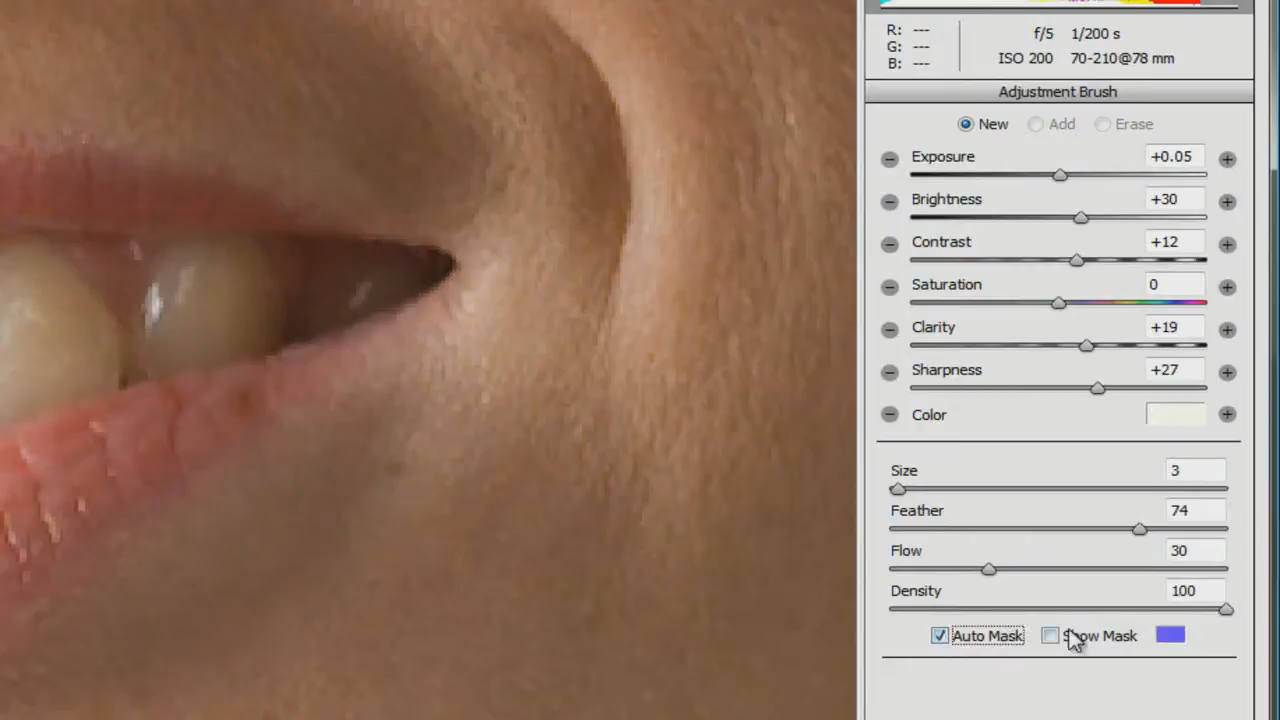 R: ---
G: ---
B: ---
f/5 1/200 s
ISO 200 70-210@78 mm
Adjustment Brush
New Add Erase
Exposure +0.05
Brightness +30
Contrast +12
Saturation 0
Clarity +19
Sharpness +27
Color
Size 3
Feather 74
Flow 30
Density 100
Auto Mask Show Mask